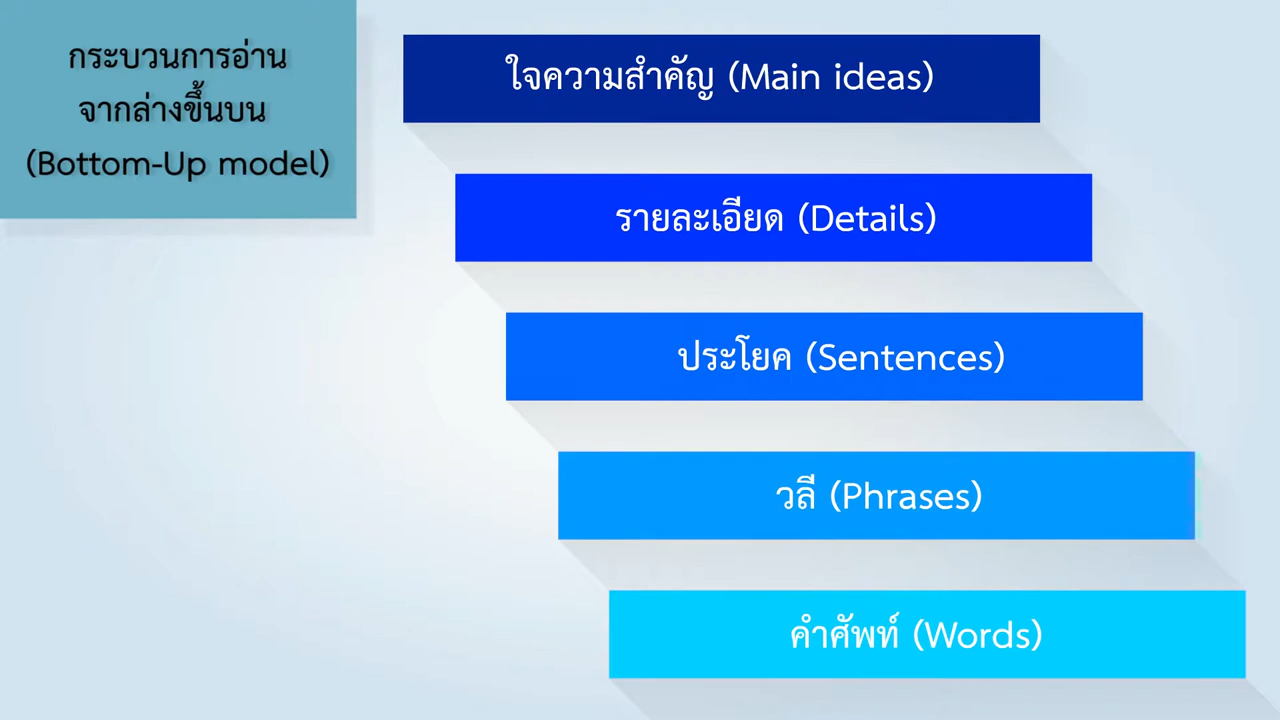 กระบวนการอ่าน
จากล่างขึ้นบน
(Bottom-Up model)
ใจความสำคัญ (Main ideas)
รายละเอียด (Details)
ประโยค (Sentences)
วลี (Phrases)
คำศัพท์ (Words)